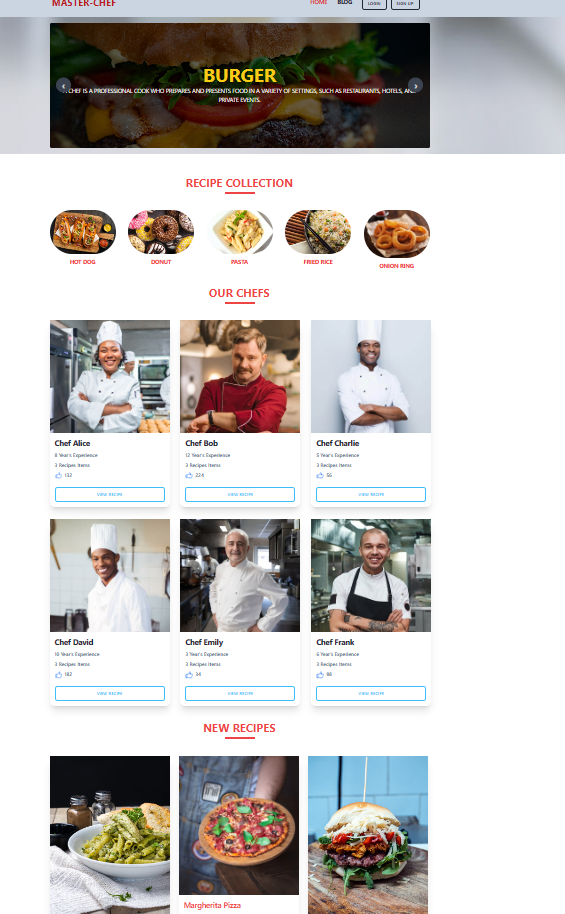 MASTER-CHEF
HOME BLOG LOGIN SIGN UP
BURGER
CHEF IS A PROFESSIONAL COOK WHO PREPARES AND PRESENTS FOOD IN A VARIETY OF SETTINGS, SUCH AS RESTAURANTS, HOTELS, AND
PRIVATE EVENTS.
RECIPE COLLECTION
HOT DOG
DONUT
PASTA
FRIED RICE
ONION RING
OUR CHEFS
Chef Alice
8 Year's Experience
3 Recipes Items
132
VIEW RECIPE
Chef Bob
12 Year's Experience
3 Recipes Items
224
VIEW RECIPE
Chef Charlie
5 Year's Experience
3 Recipes Items
56
VIEW RECIPE
Chef David
10 Year's Experience
3 Recipes Items
182
VIEW RECIPE
Chef Emily
3 Year's Experience
3 Recipes Items
34
VIEW RECIPE
Chef Frank
6 Year's Experience
3 Recipes Items
98
VIEW RECIPE
NEW RECIPES
Margherita Pizza